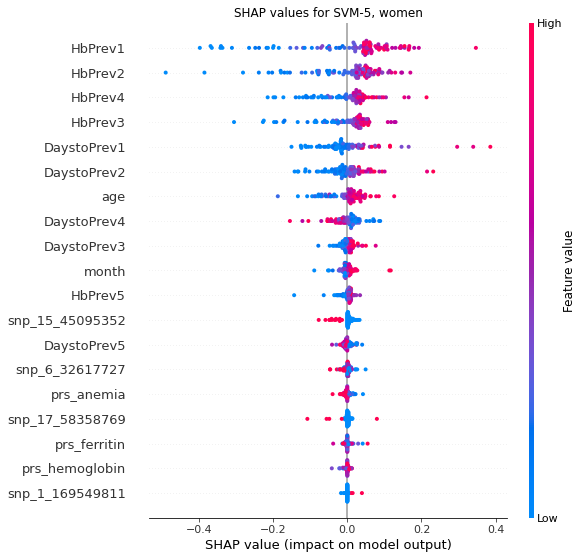 SHAP values for SVM-5, women
High
HbPrev1
HbPrev2
HbPrev4
HbPrev3
DaystoPrev1
DaystoPrev2
age
DaystoPrev4
DaystoPrev3
month
HbPrev5
snp_15_45095352
DaystoPrev5
snp_6_32617727
prs_anemia
snp_17_58358769
prs_ferritin
prs_hemoglobin
snp_1_169549811
Feature value
Low
−0.4 −0.2 0.0 0.2 0.4
SHAP value (impact on model output)